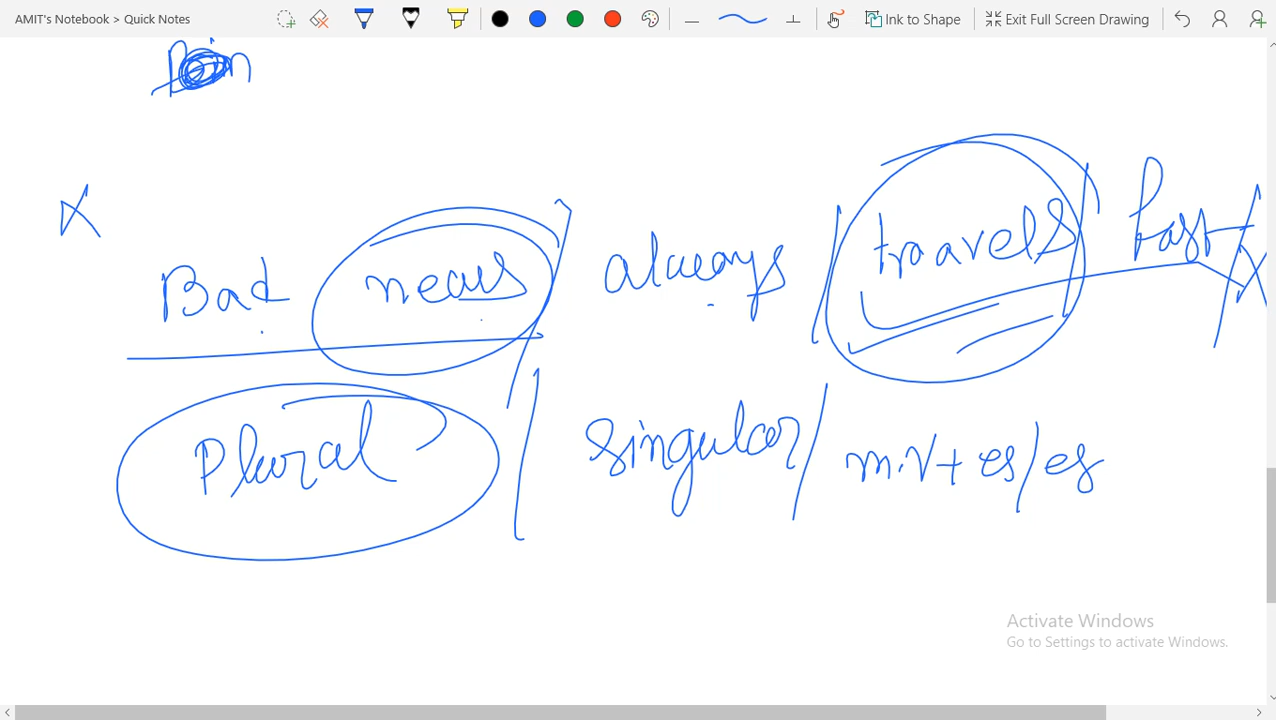 AMIT's Notebook > Quick Notes
Ink to Shape
Exit Full Screen Drawing
Bad news always travels fast
Plural singular / m.v + es/es
Activate Windows
Go to Settings to activate Windows.